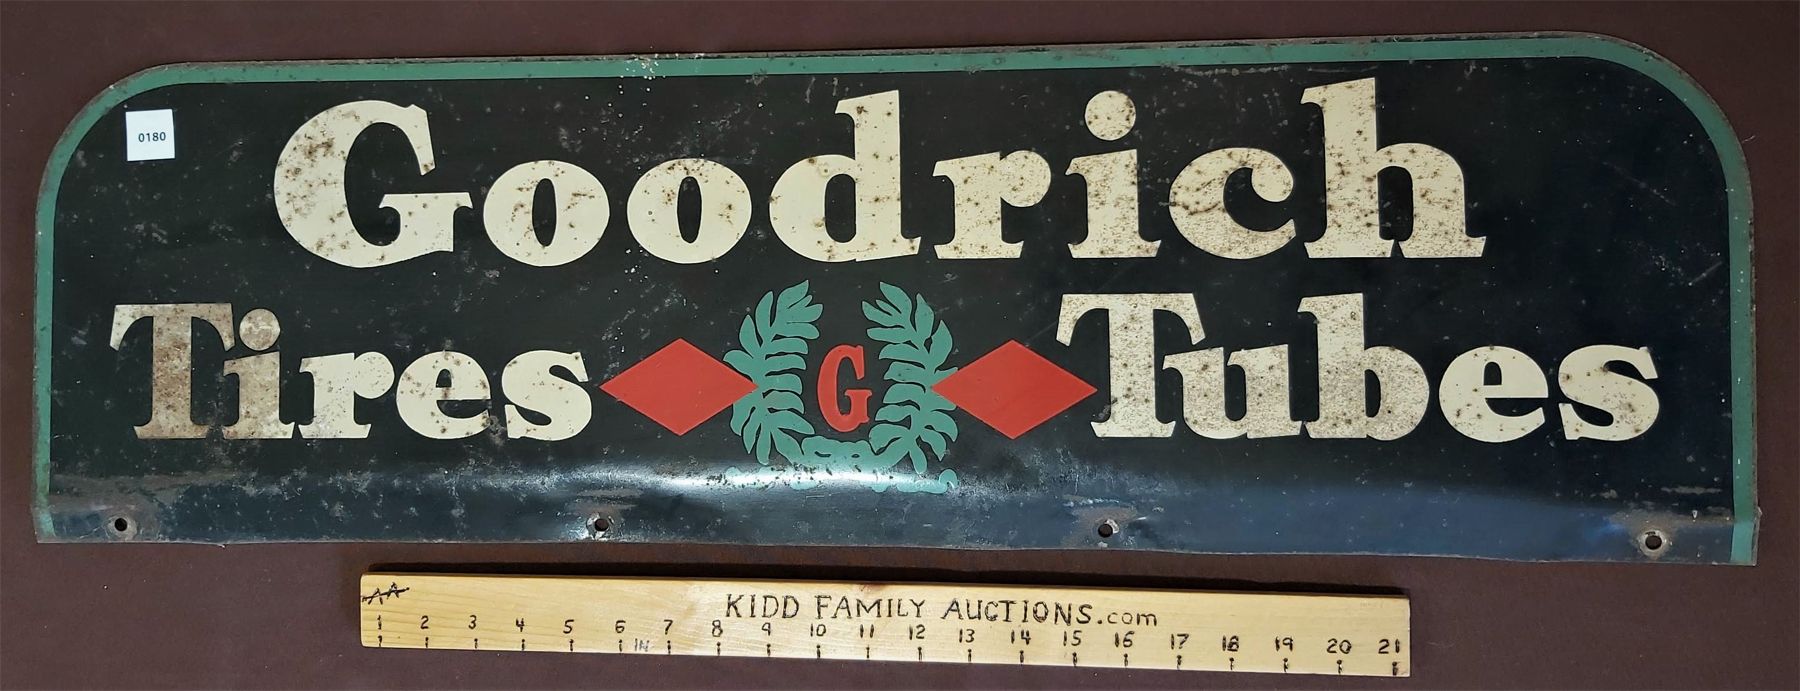 0180
Goodrich
Tires G Tubes
KIDD FAMILY AUCTIONS.com
1 2 3 4 5 6 7 8 9 10 11 12 13 14 15 16 17 18 19 20 21
IN